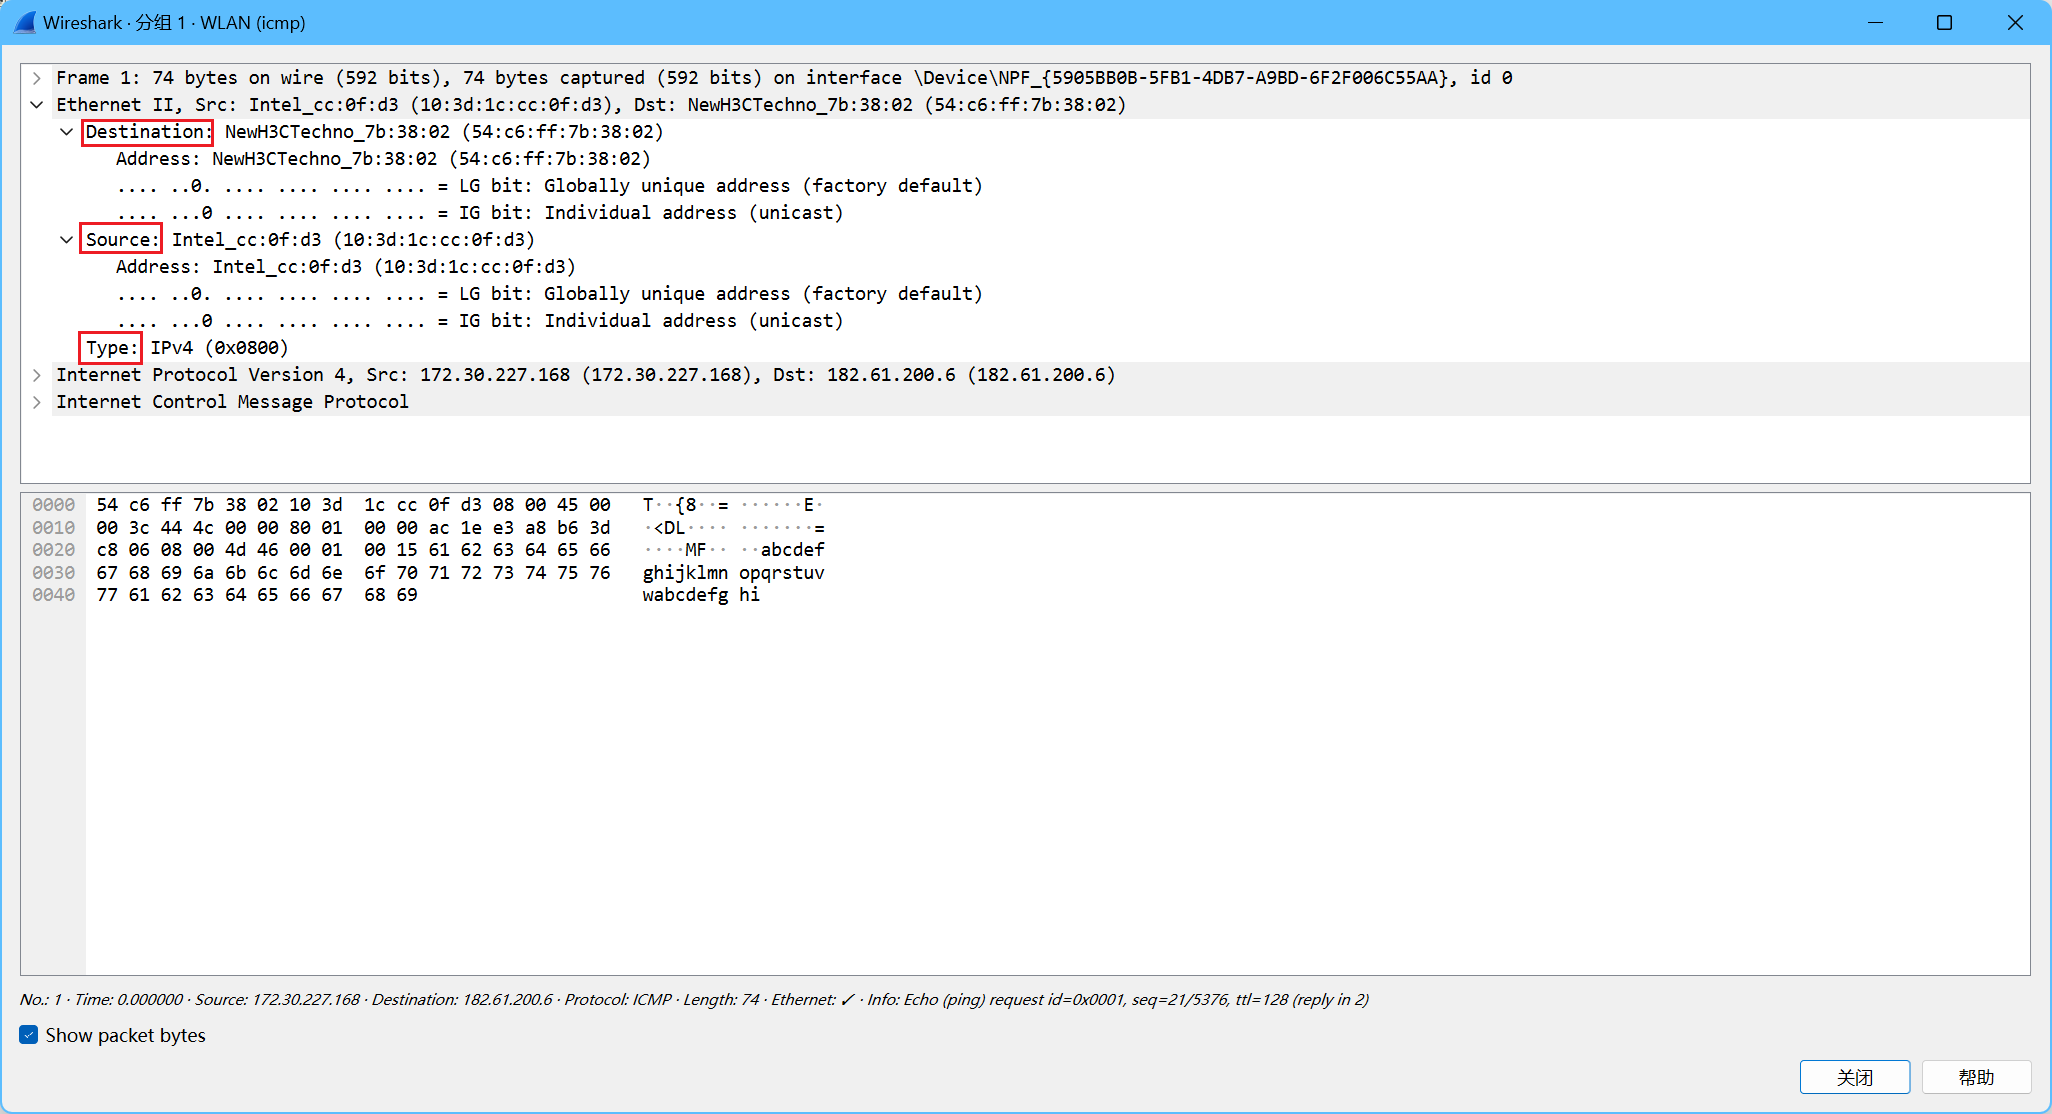 Wireshark · 分组 1 · WLAN (icmp)
Frame 1: 74 bytes on wire (592 bits), 74 bytes captured (592 bits) on interface \Device\NPF_{5905BB0B-5FB1-4DB7-A9BD-6F2F006C55AA}, id 0
Ethernet II, Src: Intel_cc:0f:d3 (10:3d:1c:cc:0f:d3), Dst: NewH3CTechno_7b:38:02 (54:c6:ff:7b:38:02)
Destination: NewH3CTechno_7b:38:02 (54:c6:ff:7b:38:02)
Address: NewH3CTechno_7b:38:02 (54:c6:ff:7b:38:02)
.... ..0. .... .... .... .... = LG bit: Globally unique address (factory default)
.... ...0 .... .... .... .... = IG bit: Individual address (unicast)
Source: Intel_cc:0f:d3 (10:3d:1c:cc:0f:d3)
Address: Intel_cc:0f:d3 (10:3d:1c:cc:0f:d3)
.... ..0. .... .... .... .... = LG bit: Globally unique address (factory default)
.... ...0 .... .... .... .... = IG bit: Individual address (unicast)
Type: IPv4 (0x0800)
Internet Protocol Version 4, Src: 172.30.227.168 (172.30.227.168), Dst: 182.61.200.6 (182.61.200.6)
Internet Control Message Protocol
0000 54 c6 ff 7b 38 02 10 3d 1c cc 0f d3 08 00 45 00 T··{8··= ······E·
0010 00 3c 44 4c 00 00 80 01 00 00 ac 1e e3 a8 b6 3d ·<DL···· ·······=
0020 c8 06 08 00 4d 46 00 01 00 15 61 62 63 64 65 66 ····MF·· ··abcdef
0030 67 68 69 6a 6b 6c 6d 6e 6f 70 71 72 73 74 75 76 ghijklmn opqrstuv
0040 77 61 62 63 64 65 66 67 68 69 wabcdefg hi
No.: 1 · Time: 0.000000 · Source: 172.30.227.168 · Destination: 182.61.200.6 · Protocol: ICMP · Length: 74 · Ethernet: ✓ · Info: Echo (ping) request id=0x0001, seq=21/5376, ttl=128 (reply in 2)
Show packet bytes
关闭 帮助